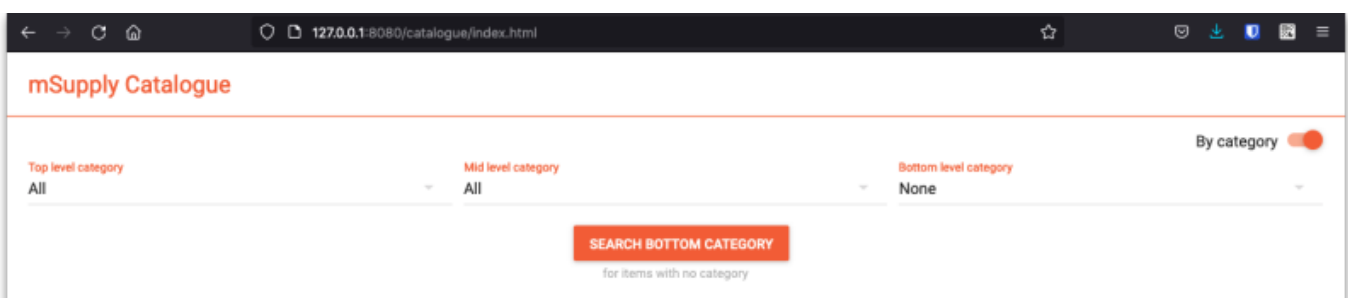 127.0.0.1:8080/catalogue/index.html
mSupply Catalogue
By category
Top level category
All
Mid level category
All
Bottom level category
None
SEARCH BOTTOM CATEGORY
for items with no category